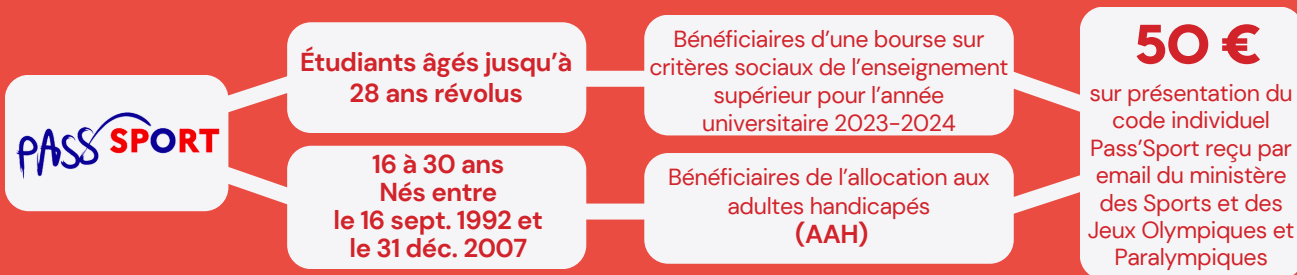 PASS SPORT
Étudiants âgés jusqu’à
28 ans révolus
Bénéficiaires d’une bourse sur
critères sociaux de l’enseignement
supérieur pour l’année
universitaire 2023-2024
16 à 30 ans
Nés entre
le 16 sept. 1992 et
le 31 déc. 2007
Bénéficiaires de l’allocation aux
adultes handicapés
(AAH)
50 €
sur présentation du
code individuel
Pass’Sport reçu par
email du ministère
des Sports et des
Jeux Olympiques et
Paralympiques